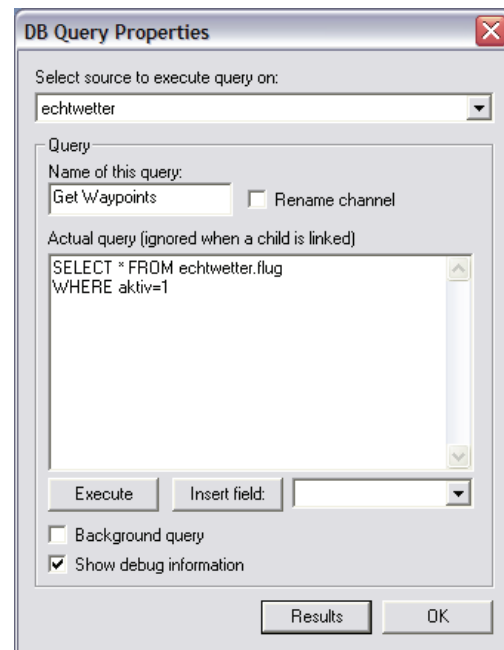 DB Query Properties
Select source to execute query on:
echtwetter
Query
Name of this query:
Get Waypoints
Rename channel
Actual query (ignored when a child is linked)
SELECT * FROM echtwetter.flug
WHERE aktiv=1
Execute
Insert field:
Background query
Show debug information
Results
OK